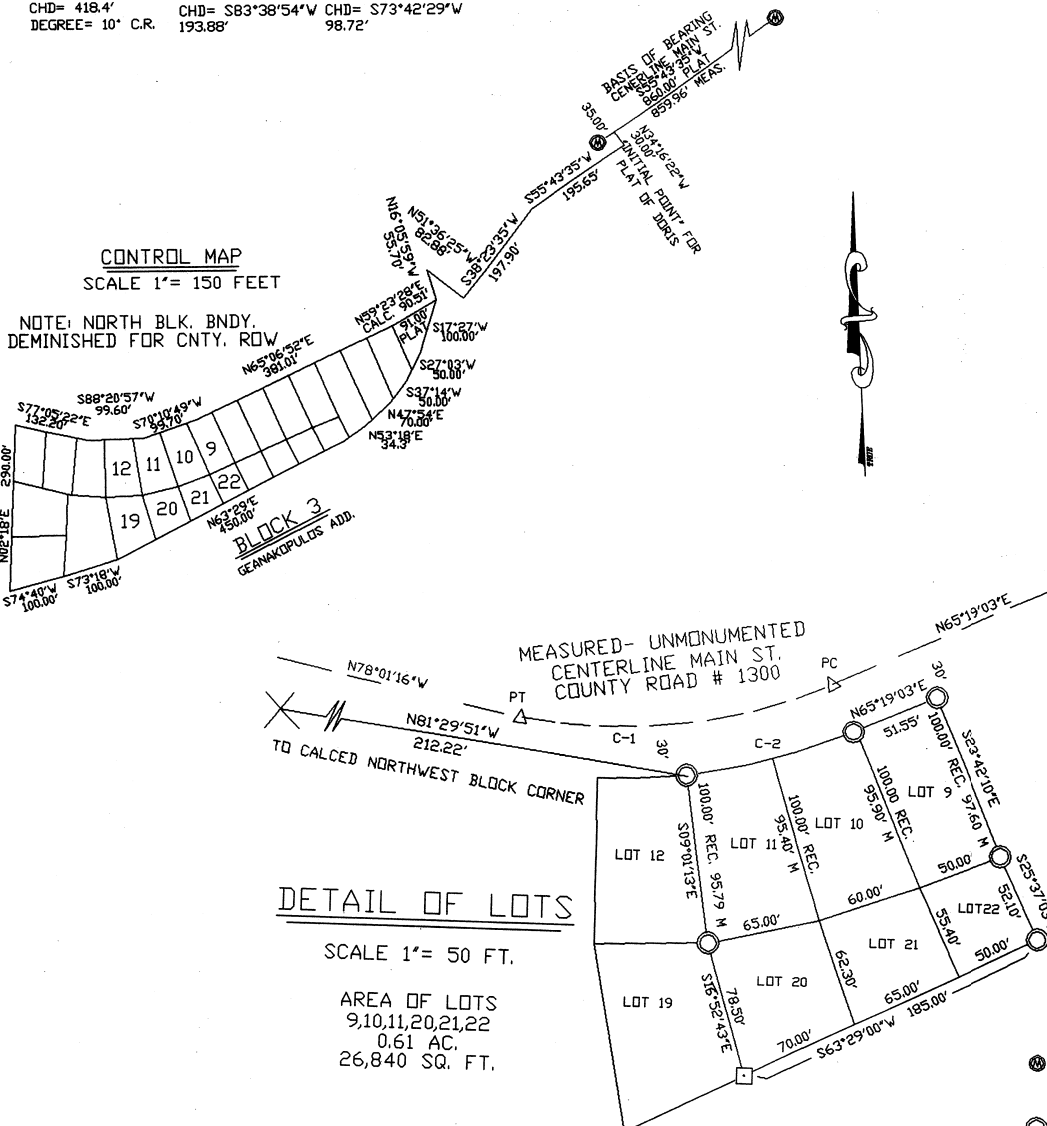 CHD= 418.4' CHD= S83°38'54"W CHD= S73°42'29"W
DEGREE= 10° C.R. 193.88' 98.72'
BASIS OF BEARING
CENERLINE MAIN ST.
S55°43'35"W
860.00' PLAT
859.96' MEAS.
35.00'
N34°16'22"W
30.00'
"INITIAL POINT" FOR
PLAT OF DORIS
S55°43'35"W
195.65'
S38°23'35"W
197.90'
N51°36'25"W
82.88'
N16°05'59"W
55.70'
CONTROL MAP
SCALE 1"= 150 FEET
NOTE: NORTH BLK. BNDY.
DEMINISHED FOR CNTY. ROW
N59°23'28"E
CALC. 90.51'
91.00'
PLAT
S17°27'W
100.00'
S27°03'W
50.00'
S37°14'W
50.00'
N47°54'E
70.00'
N53°18'E
34.3'
N65°06'52"E
381.01'
S70°10'49"W
99.70'
S88°20'57"W
99.60'
S77°05'22"E
132.20'
290.00'
N02°18'E
12 11 10 9
19 20 21 22
N63°29'E
450.00'
BLOCK 3
GEANAKOPULOS ADD.
S74°40'W
100.00'
S73°18'W
100.00'
MEASURED- UNMONUMENTED
CENTERLINE MAIN ST.
COUNTY ROAD # 1300
N65°19'03"E
N78°01'16"W
PT
PC
C-1
C-2
30'
30'
N81°29'51"W
212.22'
TO CALCED NORTHWEST BLOCK CORNER
N65°19'03"E
51.55'
S23°42'10"E
100.00' REC. 97.60 M
LOT 9
100.00 REC.
95.90' M
LOT 10
100.00' REC.
95.40' M
LOT 11
100.00' REC. 95.79 M
S09°01'13"E
LOT 12
65.00'
60.00'
50.00'
S25°37'03
52.10'
LOT22
55.40'
LOT 21
62.30'
LOT 20
78.50'
S16°52'43"E
LOT 19
70.00'
65.00'
50.00'
S63°29'00"W 185.00'
DETAIL OF LOTS
SCALE 1"= 50 FT.
AREA OF LOTS
9,10,11,20,21,22
0.61 AC.
26,840 SQ. FT.